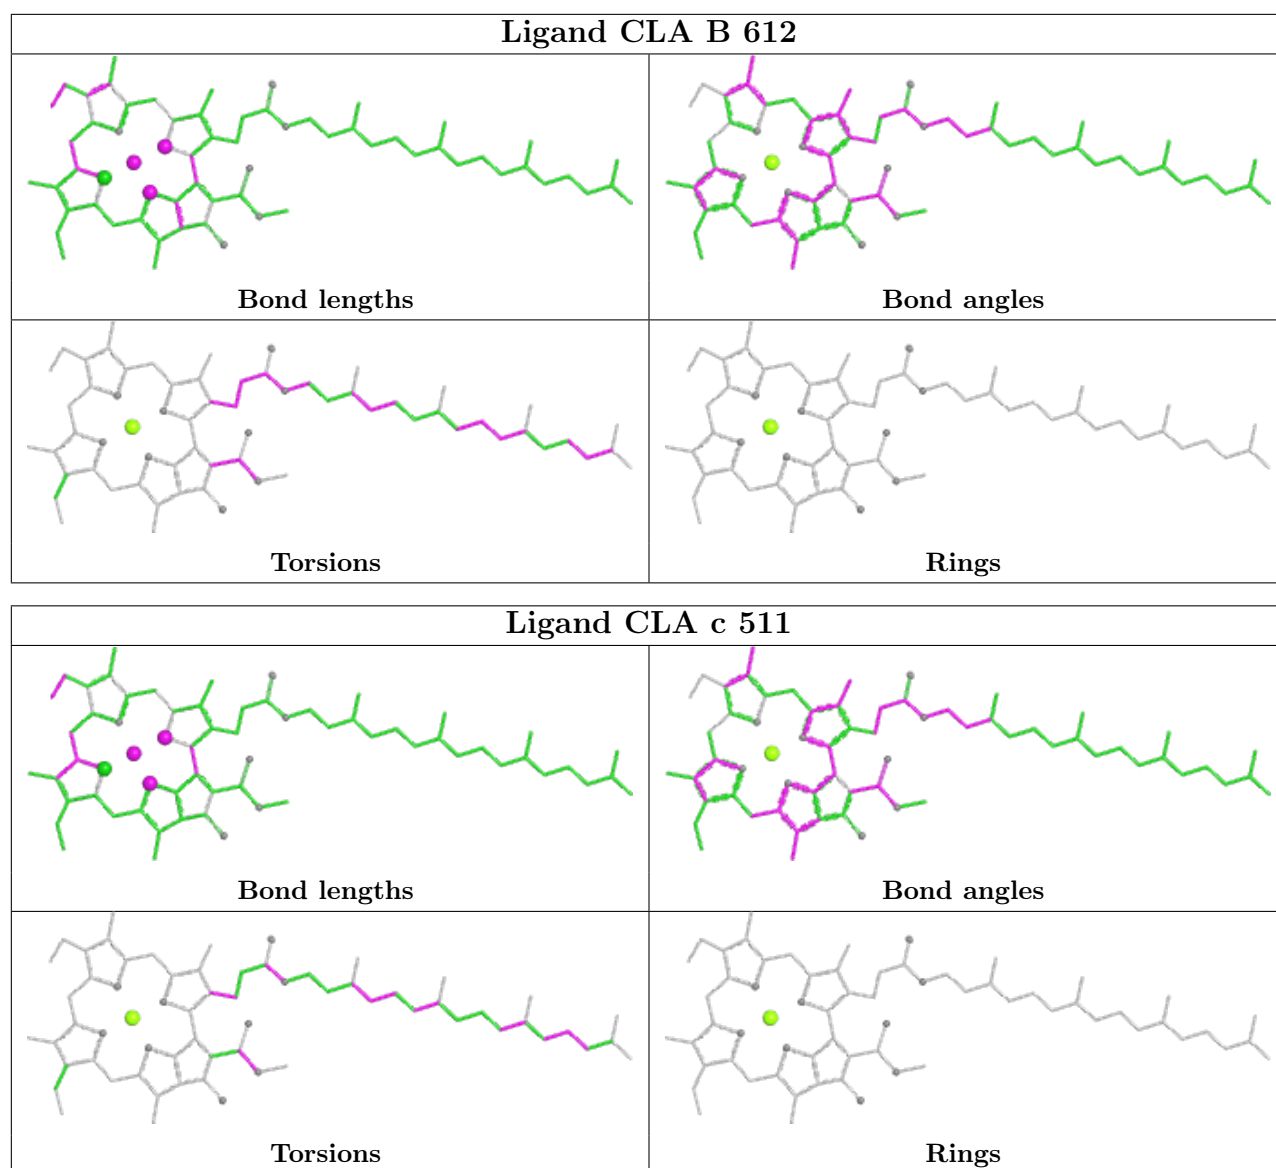 Ligand CLA B 612
Bond lengths
Bond angles
Torsions
Rings
Ligand CLA c 511
Bond lengths
Bond angles
Torsions
Rings